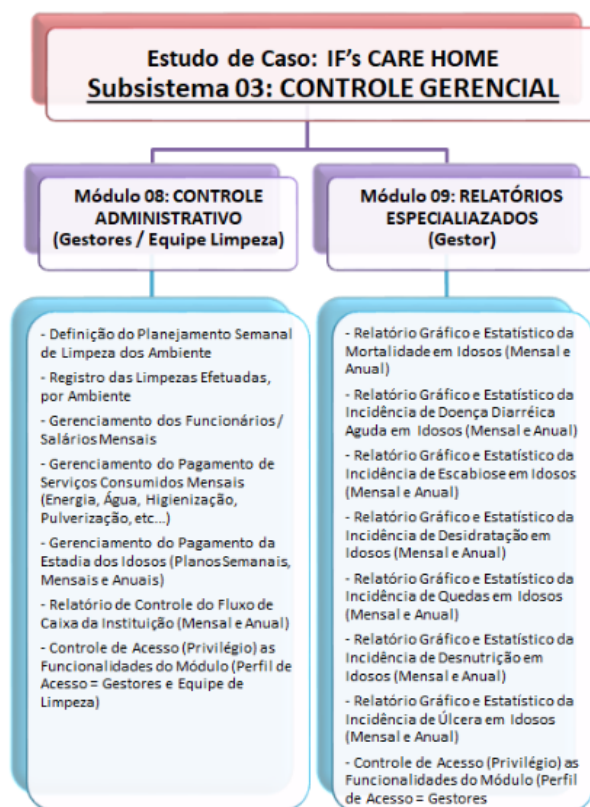 Estudo de Caso: IF's CARE HOME
Subsistema 03: CONTROLE GERENCIAL
Módulo 08: CONTROLE
ADMINISTRATIVO
(Gestores / Equipe Limpeza)
- Definição do Planejamento Semanal
de Limpeza dos Ambiente
- Registro das Limpezas Efetuadas,
por Ambiente
- Gerenciamento dos Funcionários/
Salários Mensais
- Gerenciamento do Pagamento de
Serviços Consumidos Mensais
(Energia, Água, Higienização,
Pulverização, etc...)
- Gerenciamento do Pagamento da
Estadia dos Idosos (Planos Semanais,
Mensais e Anuais)
- Relatório de Controle do Fluxo de
Caixa da Instituição (Mensal e Anual)
- Controle de Acesso (Privilégio) as
Funcionalidades do Módulo (Perfil de
Acesso = Gestores e Equipe de
Limpeza)
Módulo 09: RELATÓRIOS
ESPECIALIAZADOS
(Gestor)
- Relatório Gráfico e Estatístico da
Mortalidade em Idosos (Mensal e
Anual)
- Relatório Gráfico e Estatístico da
Incidência de Doença Diarréica
Aguda em Idosos (Mensal e Anual)
- Relatório Gráfico e Estatístico da
Incidência de Escabiose em Idosos
(Mensal e Anual)
- Relatório Gráfico e Estatístico da
Incidência de Desidratação em
Idosos (Mensal e Anual)
- Relatório Gráfico e Estatístico da
Incidência de Quedas em Idosos
(Mensal e Anual)
- Relatório Gráfico e Estatístico da
Incidência de Desnutrição em
Idosos (Mensal e Anual)
- Relatório Gráfico e Estatístico da
Incidência de Úlcera em Idosos
(Mensal e Anual)
- Controle de Acesso (Privilégio) as
Funcionalidades do Módulo (Perfil
de Acesso = Gestores